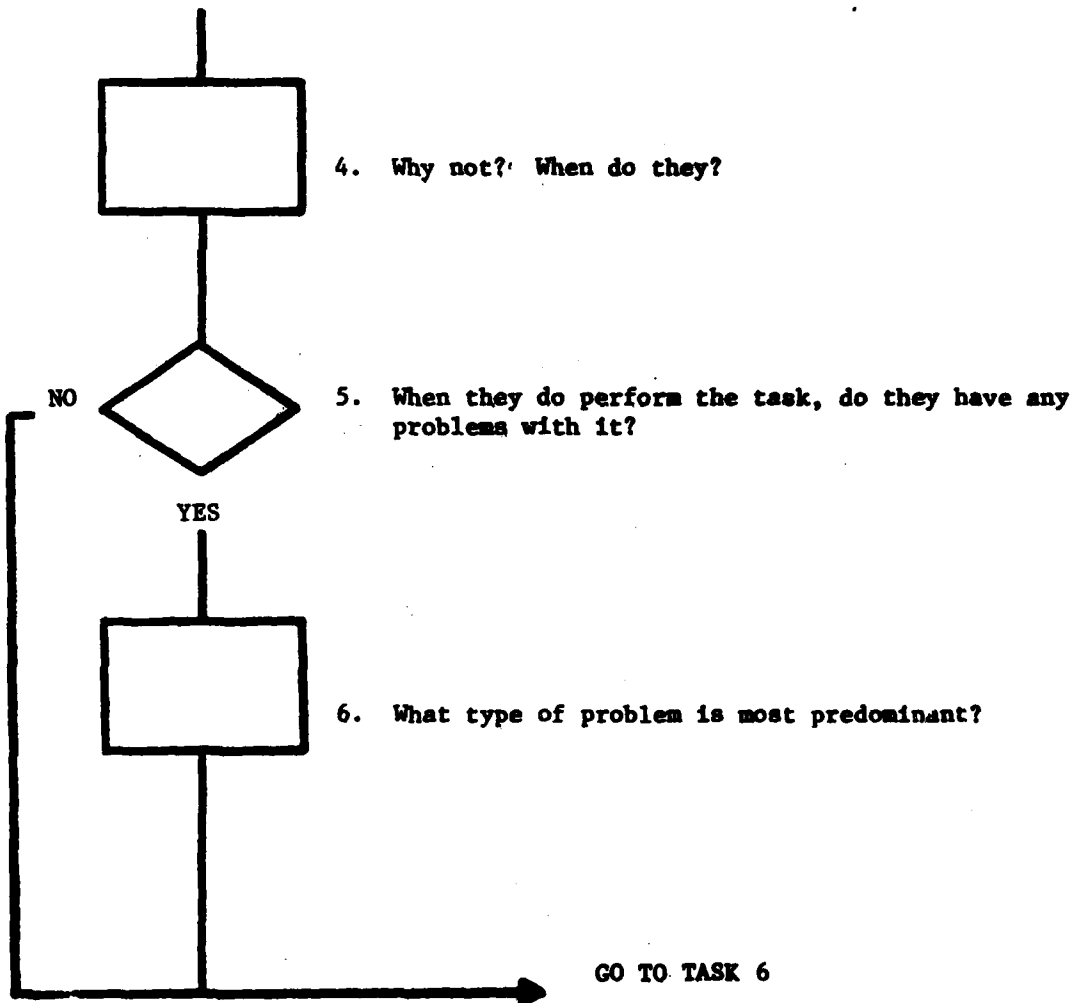 4. Why not? When do they?
NO
5. When they do perform the task, do they have any
problems with it?
YES
6. What type of problem is most predominant?
GO TO TASK 6